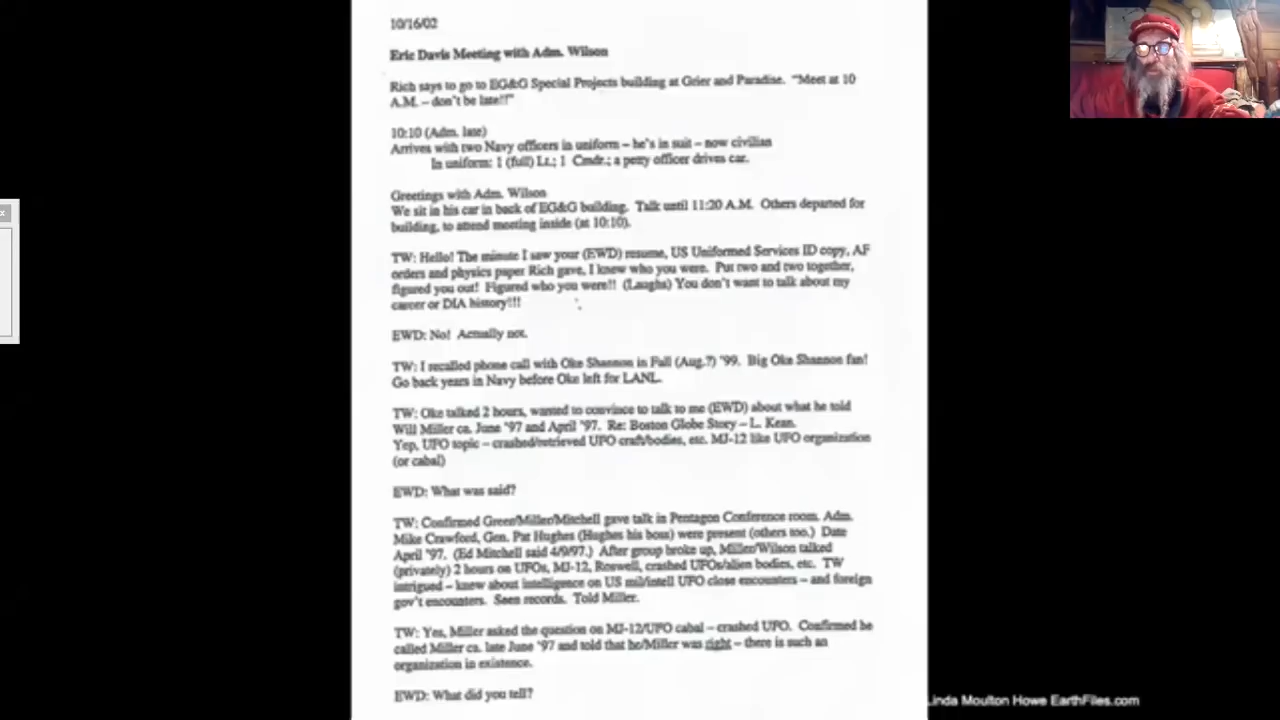 10/16/02
Eric Davis Meeting with Adm. Wilson
Rich says to go to EG&G Special Projects building at Grier and Paradise. "Meet at 10
A.M. – don't be late!!"
10:10 (Adm. late)
Arrives with two Navy officers in uniform – he's in suit – now civilian
In uniform: 1 (full) Lt.; 1 Cmdr.; a petty officer drives car.
Greetings with Adm. Wilson
We sit in his car in back of EG&G building. Talk until 11:20 A.M. Others departed for
building, to attend meeting inside (at 10:10).
TW: Hello! The minute I saw your (EWD) resume, US Uniformed Services ID copy, AF
orders and physics paper Rich gave, I knew who you were. Put two and two together,
figured you out! Figured who you were!! (Laughs) You don't want to talk about my
career or DIA history!!!
EWD: No! Actually not.
TW: I recalled phone call with Oke Shannon in Fall (Aug.?) '99. Big Oke Shannon fan!
Go back years in Navy before Oke left for LANL.
TW: Oke talked 2 hours, wanted to convince to talk to me (EWD) about what he told
Will Miller ca. June '97 and April '97. Re: Boston Globe Story – L. Kean.
Yep, UFO topic – crashed/retrieved UFO craft/bodies, etc. MJ-12 like UFO organization
(or cabal)
EWD: What was said?
TW: Confirmed Greer/Miller/Mitchell gave talk in Pentagon Conference room. Adm.
Mike Crawford, Gen. Pat Hughes (Hughes his boss) were present (others too.) Date
April '97. (Ed Mitchell said 4/9/97.) After group broke up, Miller/Wilson talked
(privately) 2 hours on UFOs, MJ-12, Roswell, crashed UFOs/alien bodies, etc. TW
intrigued – knew about intelligence on US mil/intell UFO close encounters – and foreign
gov't encounters. Seen records. Told Miller.
TW: Yes, Miller asked the question on MJ-12/UFO cabal – crashed UFO. Confirmed he
called Miller ca. late June '97 and told that he/Miller was right – there is such an
organization in existence.
EWD: What did you tell?
Linda Moulton Howe EarthFiles.com